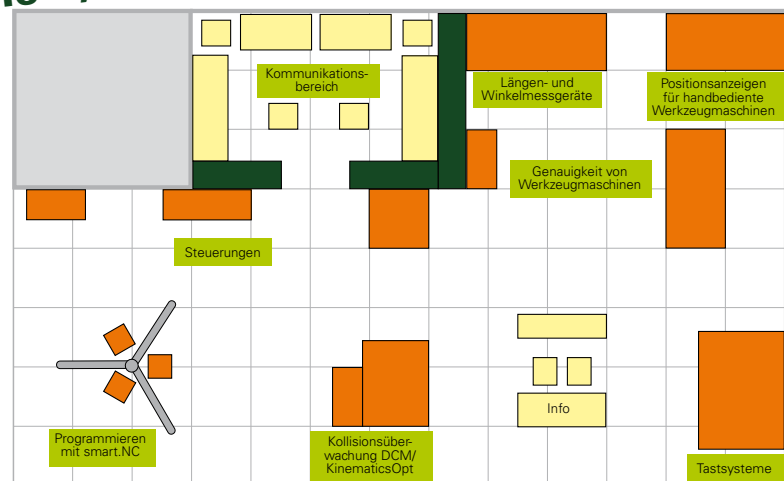 Kommunikations-
bereich
Längen- und
Winkelmessgeräte
Positionsanzeigen
für handbediente
Werkzeugmaschinen
Genauigkeit von
Werkzeugmaschinen
Steuerungen
Info
Programmieren
mit smart.NC
Kollisionsüber-
wachung DCM/
KinematicsOpt
Tastsysteme